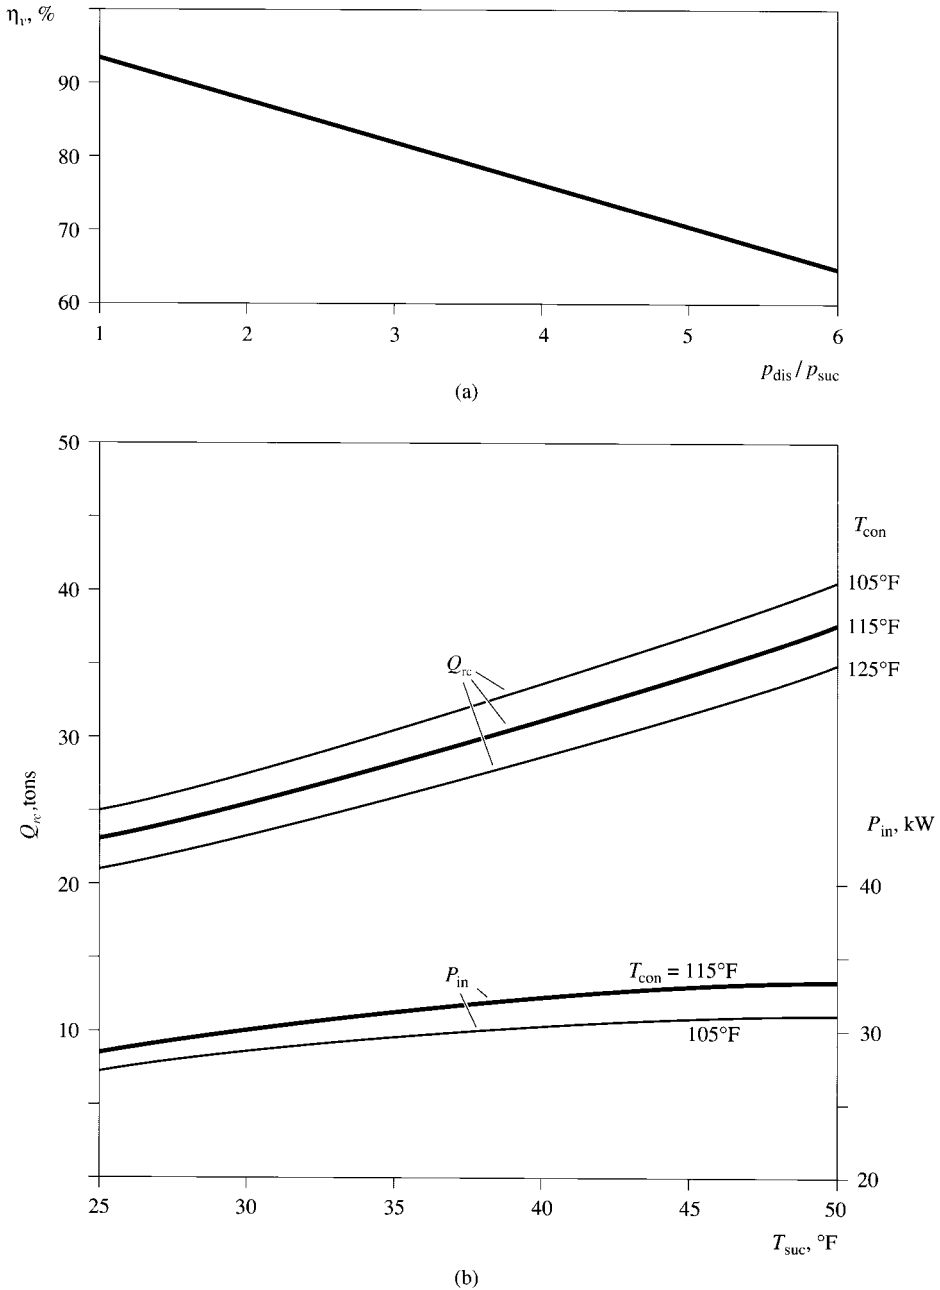 ηv, %
90
80
70
60
1 2 3 4 5 6
pdis / psuc
(a)
50
Tcon
40
105°F
115°F
Qrc
125°F
30
Qrc, tons
Pin, kW
20
40
Pin
Tcon = 115°F
10
30
105°F
20
25 30 35 40 45 50
Tsuc, °F
(b)